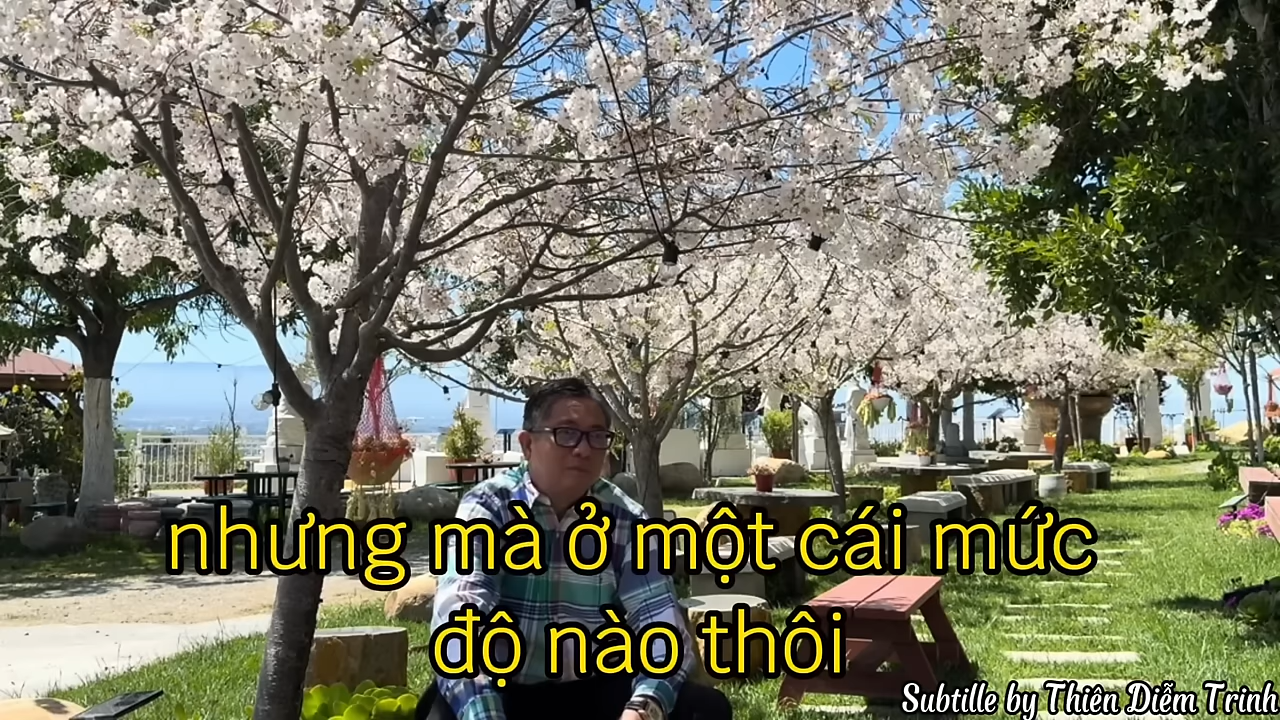 nhưng mà ở một cái mức
độ nào thôi
Subtille by Thiên Diễm Trinh